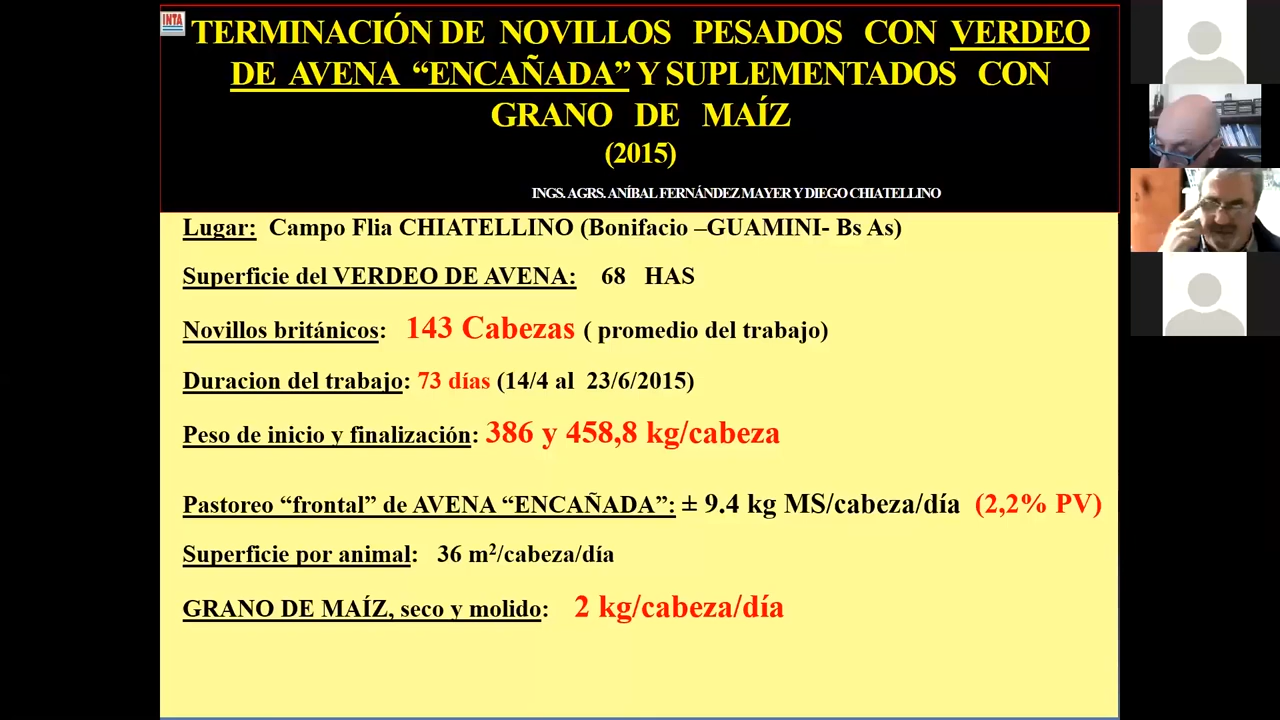 INTA
TERMINACIÓN DE NOVILLOS PESADOS CON VERDEO
DE AVENA “ENCAÑADA” Y SUPLEMENTADOS CON
GRANO DE MAÍZ
(2015)
INGS. AGRS. ANÍBAL FERNÁNDEZ MAYER Y DIEGO CHIATELLINO
Lugar: Campo Flia CHIATELLINO (Bonifacio –GUAMINI- Bs As)
Superficie del VERDEO DE AVENA: 68 HAS
Novillos británicos: 143 Cabezas ( promedio del trabajo)
Duracion del trabajo: 73 días (14/4 al 23/6/2015)
Peso de inicio y finalización: 386 y 458,8 kg/cabeza
Pastoreo “frontal” de AVENA “ENCAÑADA”: ± 9.4 kg MS/cabeza/día (2,2% PV)
Superficie por animal: 36 m²/cabeza/día
GRANO DE MAÍZ, seco y molido: 2 kg/cabeza/día